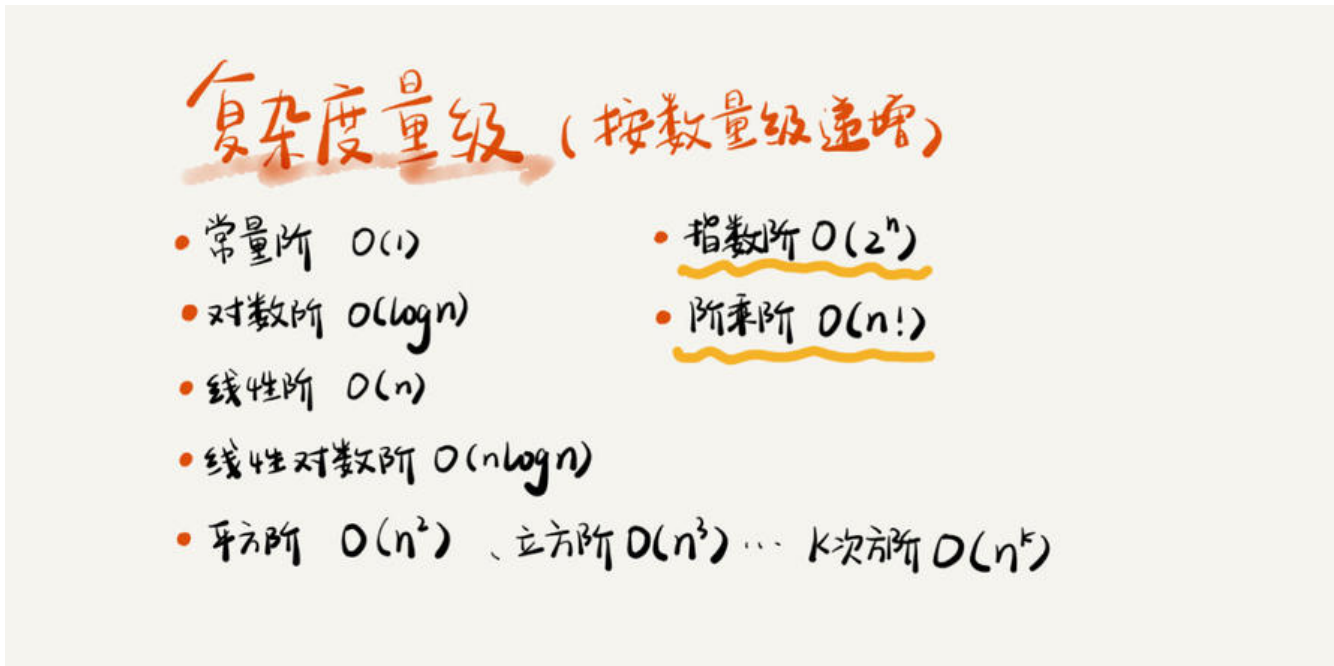 复杂度量级（按数量级递增）
• 常量阶 O(1)
• 对数阶 O(logn)
• 线性阶 O(n)
• 线性对数阶 O(nlogn)
• 平方阶 O(n²)、立方阶 O(n³) ⋯ k次方阶 O(nᵏ)
• 指数阶 O(2ⁿ)
• 阶乘阶 O(n!)